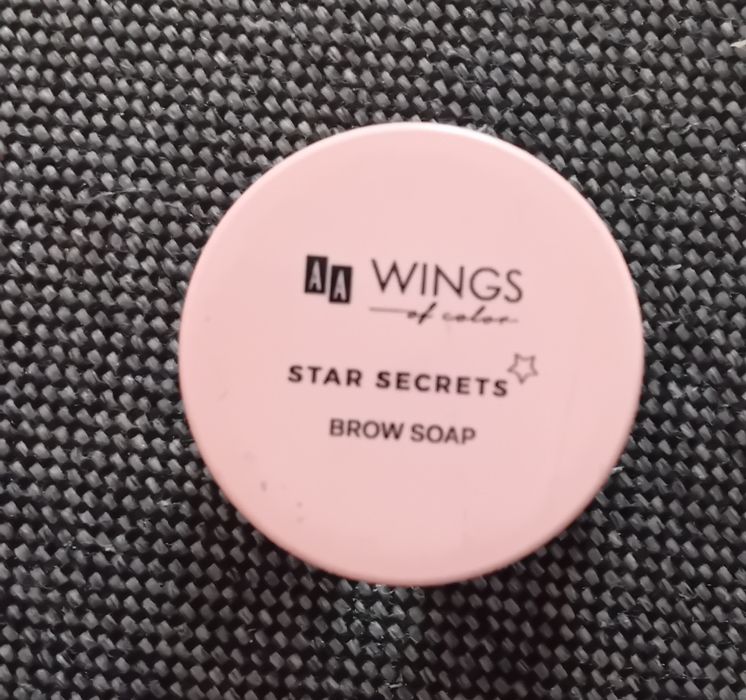 AA WINGS
of color
STAR SECRETS
BROW SOAP